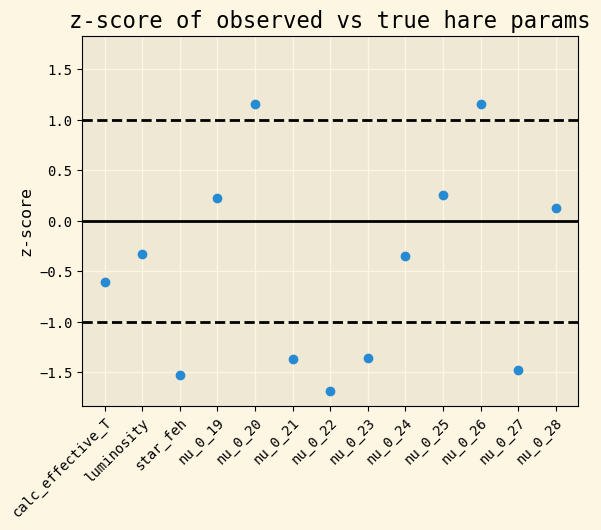 z-score of observed vs true hare params
z-score
1.5
1.0
0.5
0.0
−0.5
−1.0
−1.5
calc_effective_T
luminosity
star_feh
nu_0_19
nu_0_20
nu_0_21
nu_0_22
nu_0_23
nu_0_24
nu_0_25
nu_0_26
nu_0_27
nu_0_28